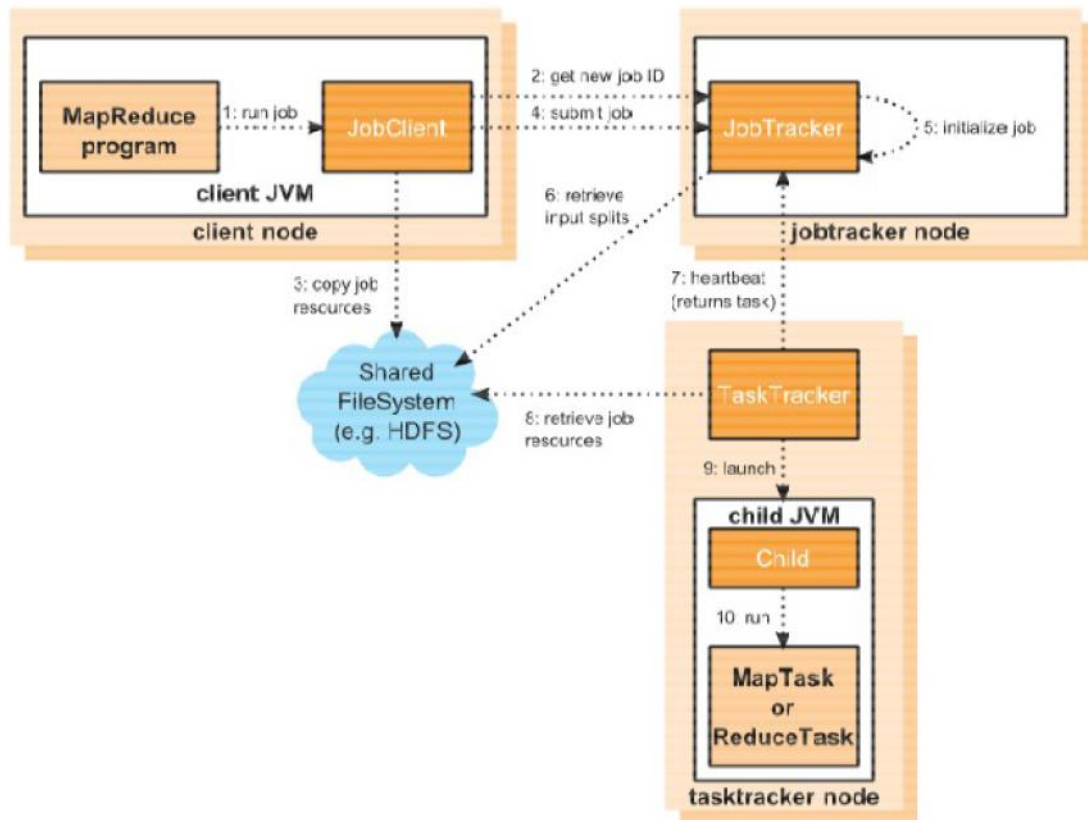 MapReduce
program
1: run job
JobClient
client JVM
client node
2: get new job ID
4: submit job
JobTracker
5: initialize job
jobtracker node
6: retrieve
input splits
3: copy job
resources
7: heartbeat
(returns task)
Shared
FileSystem
(e.g. HDFS)
8: retrieve job
resources
TaskTracker
9: launch
child JVM
Child
10: run
MapTask
or
ReduceTask
tasktracker node